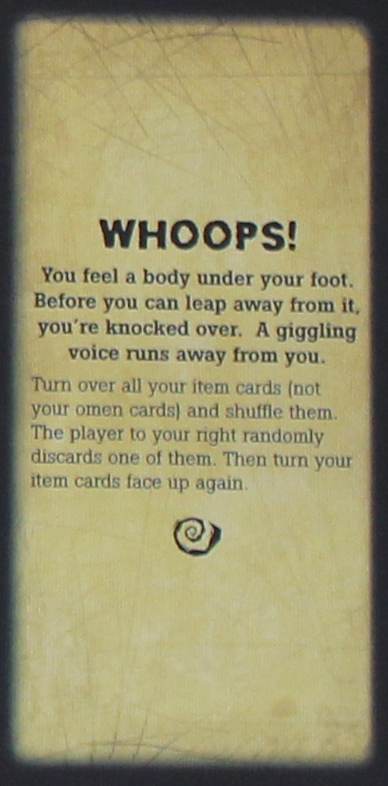 WHOOPS!
You feel a body under your foot.
Before you can leap away from it,
you're knocked over. A giggling
voice runs away from you.
Turn over all your item cards (not
your omen cards) and shuffle them.
The player to your right randomly
discards one of them. Then turn your
item cards face up again.